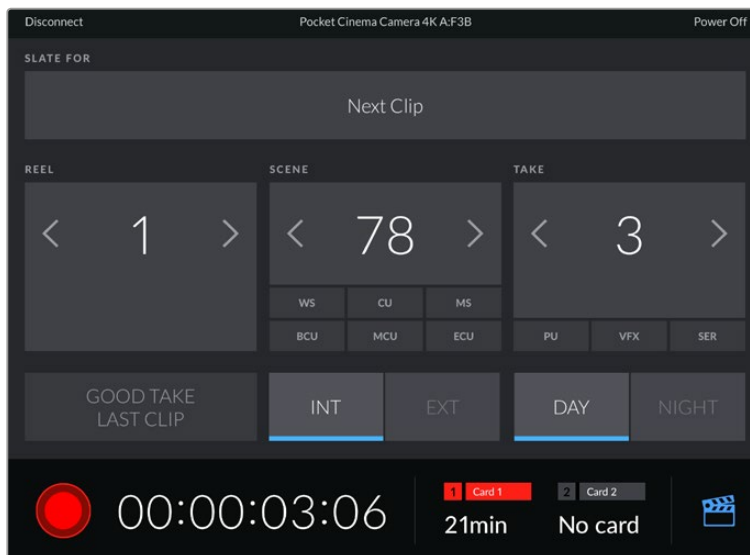 Disconnect Pocket Cinema Camera 4K A:F3B Power Off
SLATE FOR
Next Clip
REEL SCENE TAKE
1 78 3
WS CU MS
BCU MCU ECU PU VFX SER
GOOD TAKE
LAST CLIP
INT EXT DAY NIGHT
00:00:03:06
1 Card 1 2 Card 2
21min No card